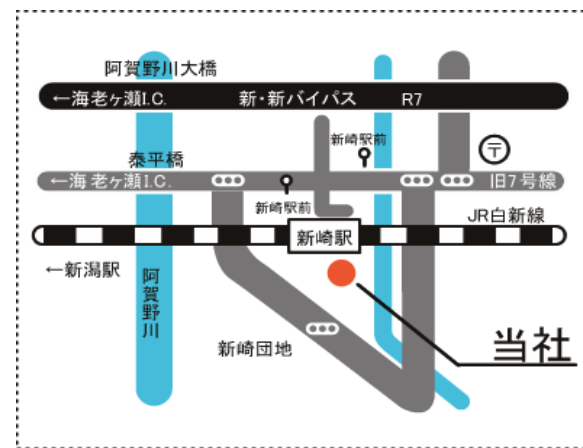 阿賀野川大橋
←海老ヶ瀬I.C.
新・新バイパス
R7
新崎駅前
〒
泰平橋
←海老ヶ瀬I.C.
旧7号線
新崎駅前
JR白新線
新崎駅
←新潟駅
阿賀野川
当社
新崎団地